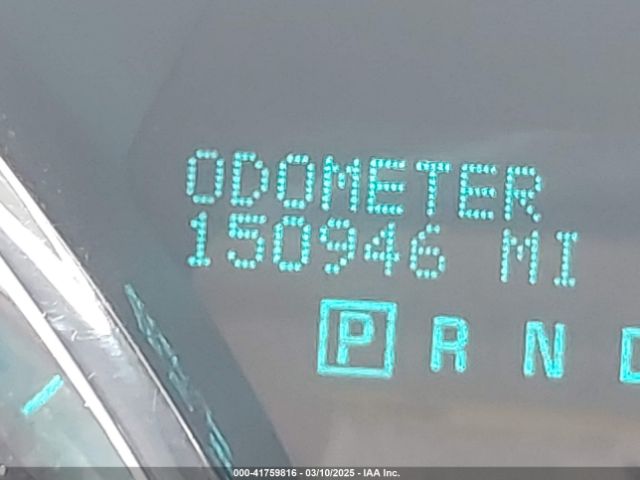 ODOMETER
150946 MI
P R N
000-41759816 - 03/10/2025 - IAA Inc.